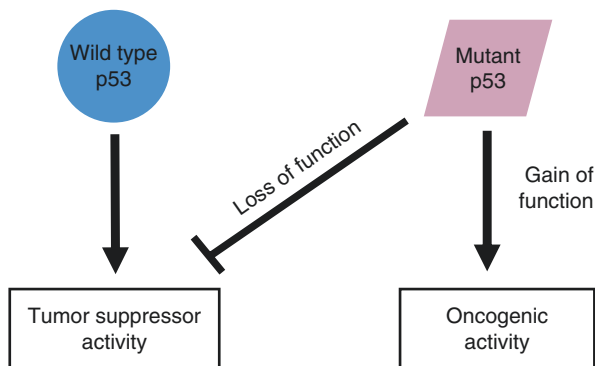 Wild type
p53
Mutant
p53
Loss of function
Gain of
function
Tumor suppressor
activity
Oncogenic
activity